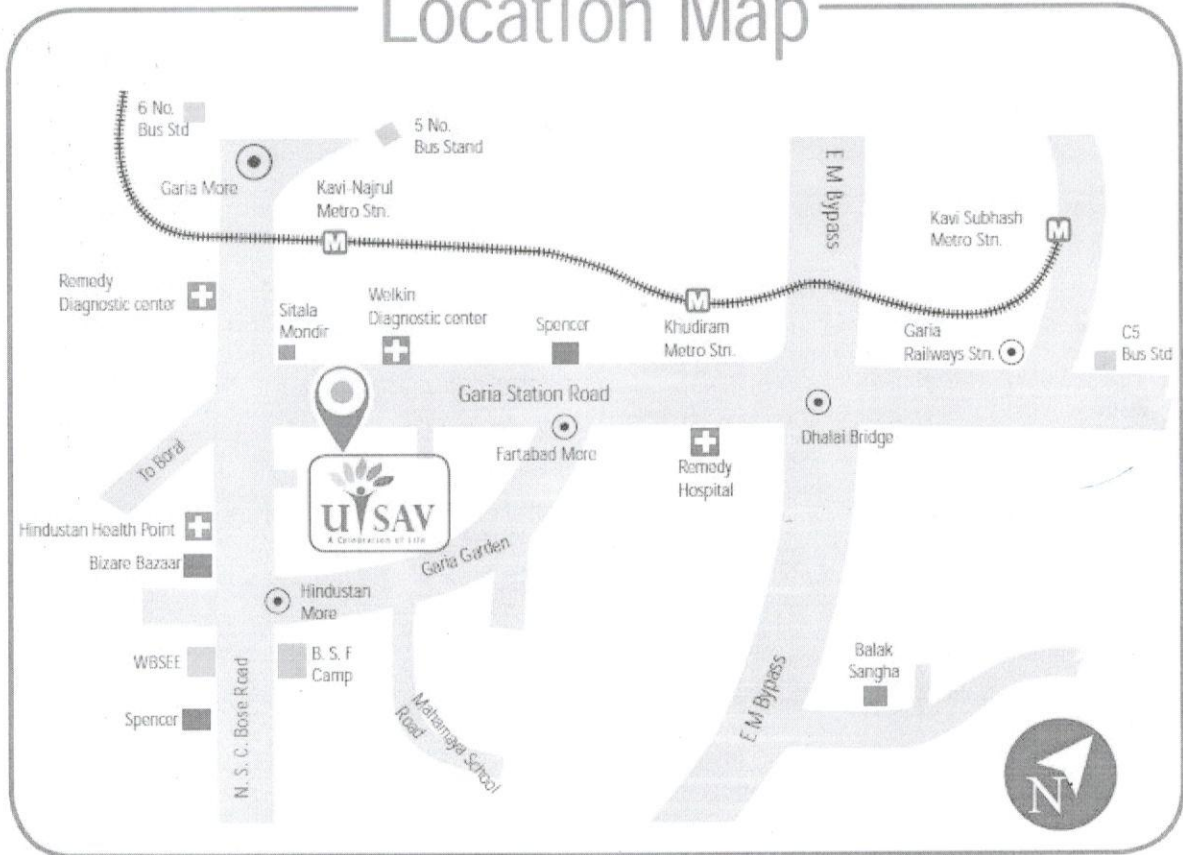 Location Map
6 No.
Bus Std
5 No.
Bus Stand
Garia More
Kavi-Najrul
Metro Stn.
E M Bypass
Kavi Subhash
Metro Stn.
Remedy
Diagnostic center
Sitala
Mondir
Welkin
Diagnostic center
Spencer
Khudiram
Metro Stn.
Garia
Railways Stn.
C5
Bus Std
Garia Station Road
To Boral
Fartabad More
Dhalai Bridge
Remedy
Hospital
UTSAV
A Celebration of Life
Hindustan Health Point
Bizare Bazaar
Garia Garden
Hindustan
More
WBSEE
B. S. F
Camp
Balak
Sangha
Spencer
N. S. C. Bose Road
Mahamaya School
Road
E.M Bypass
N